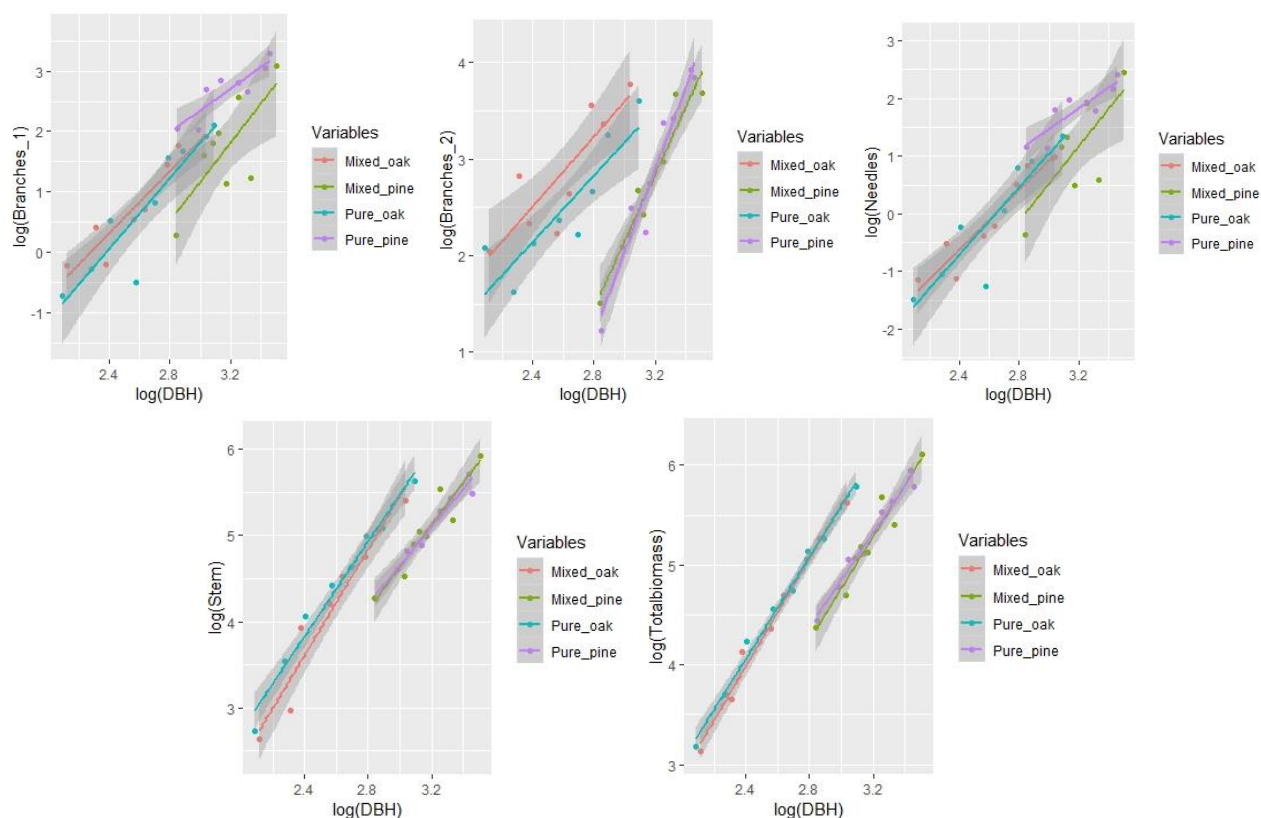 log(Branches_1)
3
2
1
0
-1
2.4 2.8 3.2
log(DBH)
Variables
Mixed_oak
Mixed_pine
Pure_oak
Pure_pine
log(Branches_2)
4
3
2
1
2.4 2.8 3.2
log(DBH)
Variables
Mixed_oak
Mixed_pine
Pure_oak
Pure_pine
log(Needles)
3
2
1
0
-1
-2
2.4 2.8 3.2
log(DBH)
Variables
Mixed_oak
Mixed_pine
Pure_oak
Pure_pine
log(Stem)
6
5
4
3
2.4 2.8 3.2
log(DBH)
Variables
Mixed_oak
Mixed_pine
Pure_oak
Pure_pine
log(Totalbiomass)
6
5
4
3
2.4 2.8 3.2
log(DBH)
Variables
Mixed_oak
Mixed_pine
Pure_oak
Pure_pine